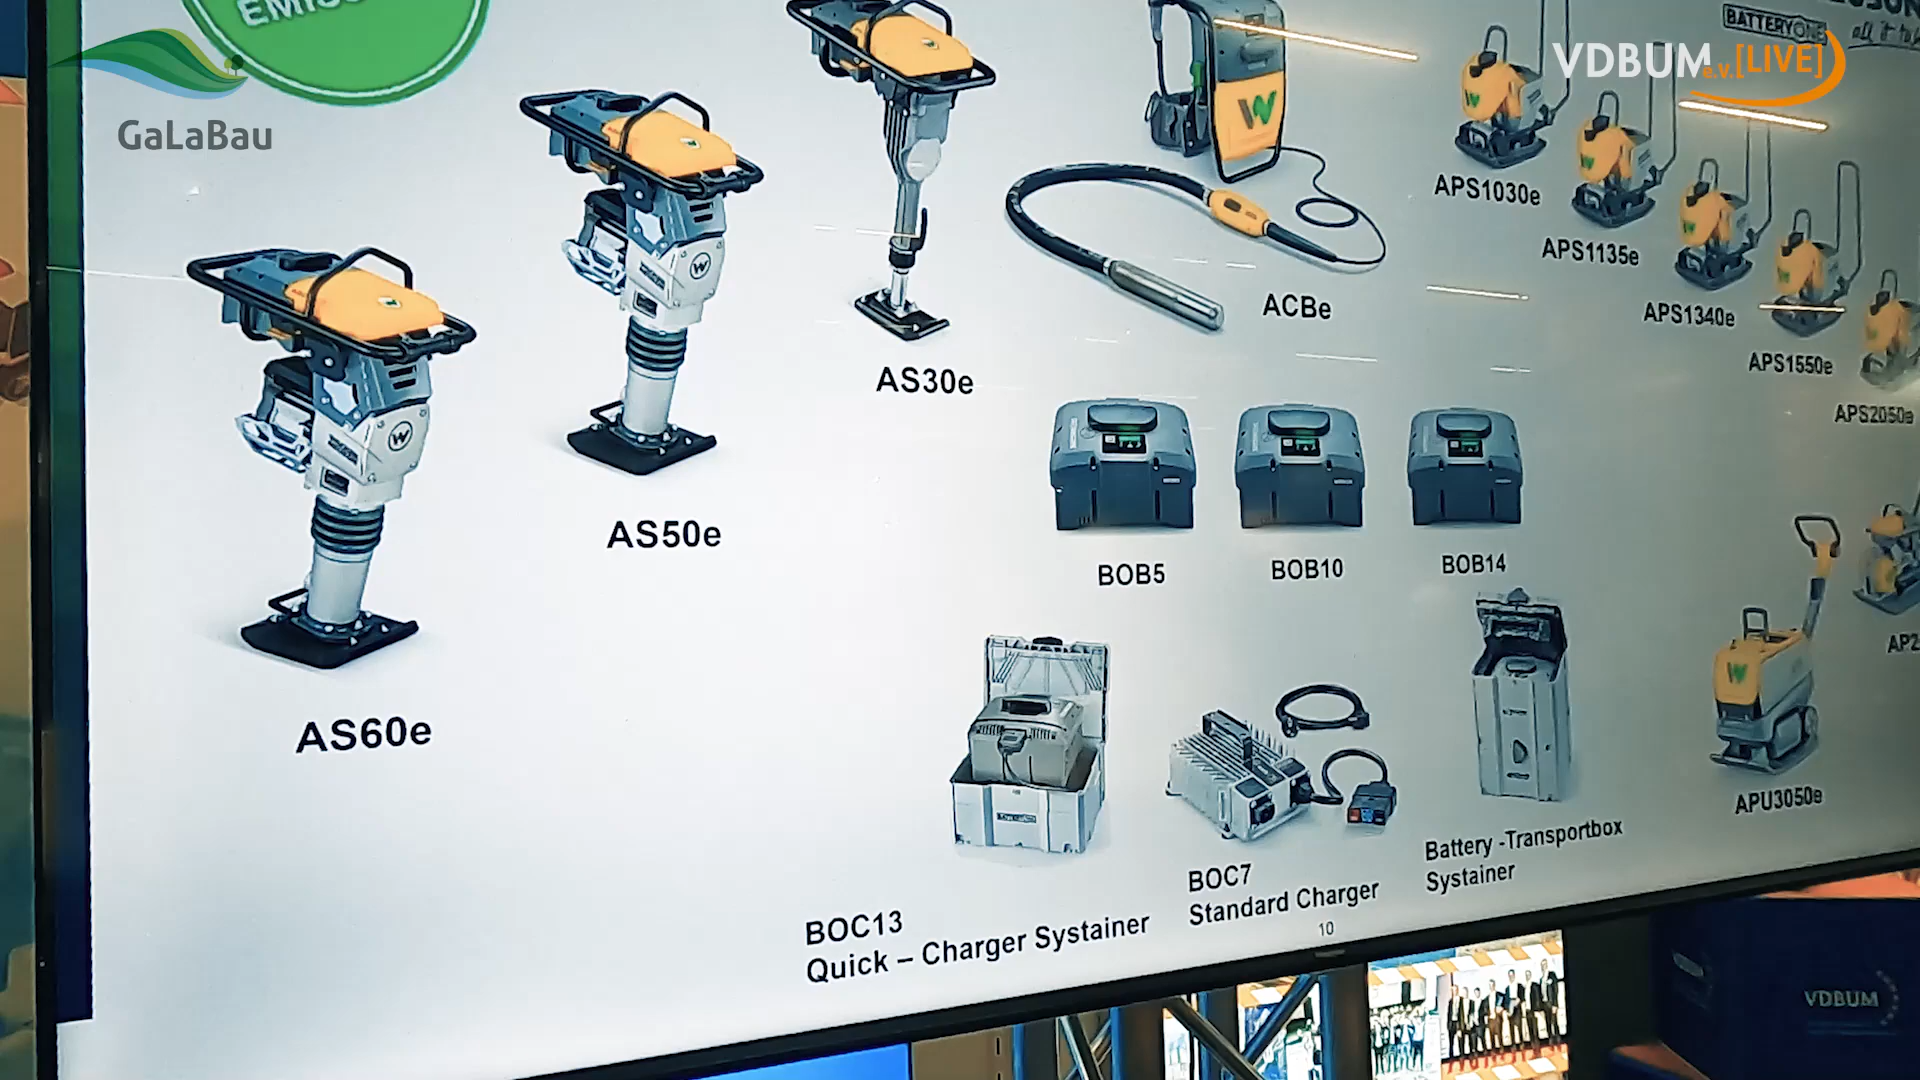 GaLaBau
BATTERYONE
VDBUM e.v. [LIVE]
APS1030e
APS1135e
ACBe
APS1340e
APS1550e
AS30e
APS2050e
AS50e
BOB5
BOB10
BOB14
AS60e
APU3050e
Battery -Transportbox
Systainer
BOC7
Standard Charger
BOC13
Quick – Charger Systainer
10
VDBUM